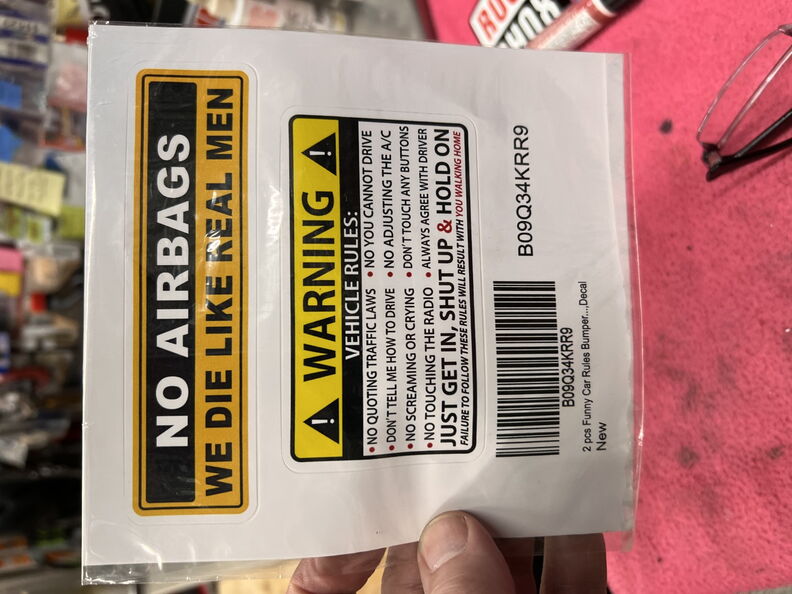 NO AIRBAGS
WE DIE LIKE REAL MEN
! WARNING !
VEHICLE RULES:
• NO QUOTING TRAFFIC LAWS • NO YOU CANNOT DRIVE
• DON'T TELL ME HOW TO DRIVE • NO ADJUSTING THE A/C
• NO SCREAMING OR CRYING • DON'T TOUCH ANY BUTTONS
• NO TOUCHING THE RADIO • ALWAYS AGREE WITH DRIVER
JUST GET IN, SHUT UP & HOLD ON
FAILURE TO FOLLOW THESE RULES WILL RESULT WITH YOU WALKING HOME
B09Q34KRR9
B09Q34KRR9
2 pcs Funny Car Rules Bumper...,Decal
New